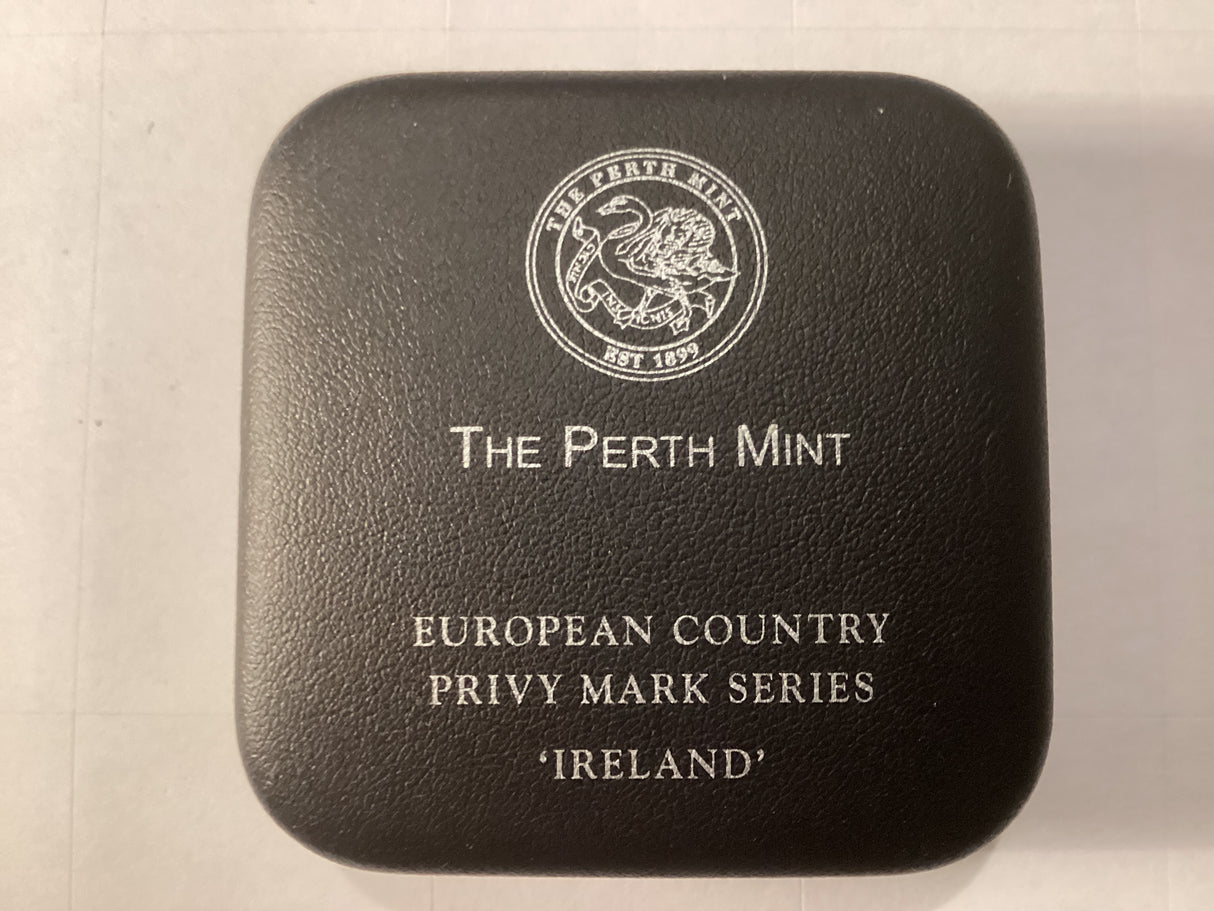 THE PERTH MINT
EST 1899
THE PERTH MINT
EUROPEAN COUNTRY
PRIVY MARK SERIES
‘IRELAND’